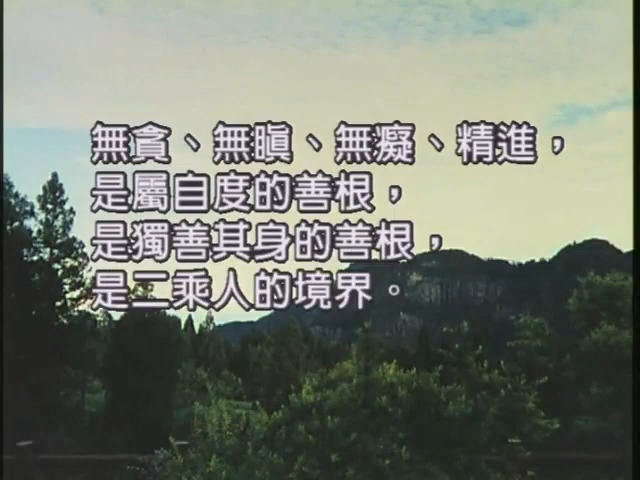 無貪、無瞋、無癡、精進，
是屬自度的善根，
是獨善其身的善根，
是二乘人的境界。